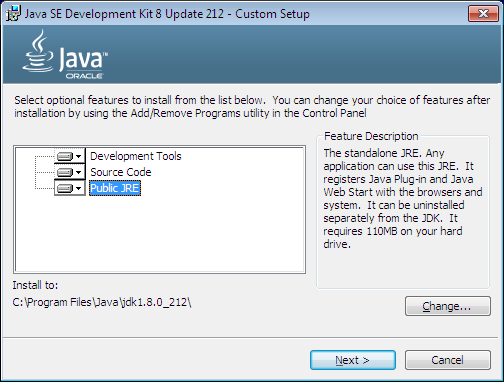 Java SE Development Kit 8 Update 212 - Custom Setup
Java™
ORACLE
Select optional features to install from the list below.  You can change your choice of features after
installation by using the Add/Remove Programs utility in the Control Panel
Development Tools
Source Code
Public JRE
Feature Description
The standalone JRE. Any
application can use this JRE.  It
registers Java Plug-in and Java
Web Start with the browsers and
system.  It can be uninstalled
separately from the JDK.  It
requires 110MB on your hard
drive.
Install to:
C:\Program Files\Java\jdk1.8.0_212\
Change...
Next >
Cancel